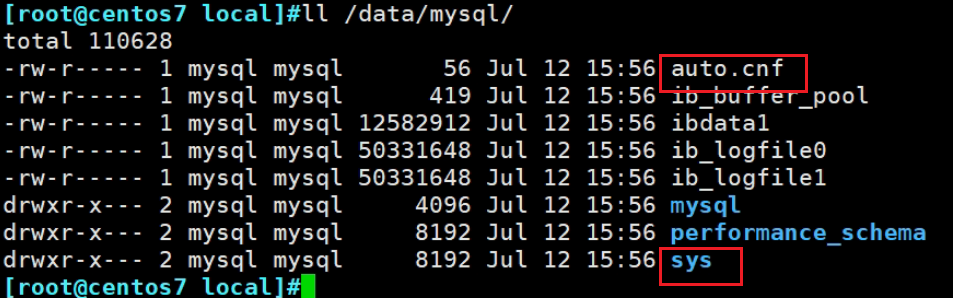 [root@centos7 local]#ll /data/mysql/
total 110628
-rw-r----- 1 mysql mysql       56 Jul 12 15:56 auto.cnf
-rw-r----- 1 mysql mysql      419 Jul 12 15:56 ib_buffer_pool
-rw-r----- 1 mysql mysql 12582912 Jul 12 15:56 ibdata1
-rw-r----- 1 mysql mysql 50331648 Jul 12 15:56 ib_logfile0
-rw-r----- 1 mysql mysql 50331648 Jul 12 15:56 ib_logfile1
drwxr-x--- 2 mysql mysql     4096 Jul 12 15:56 mysql
drwxr-x--- 2 mysql mysql     8192 Jul 12 15:56 performance_schema
drwxr-x--- 2 mysql mysql     8192 Jul 12 15:56 sys
[root@centos7 local]#